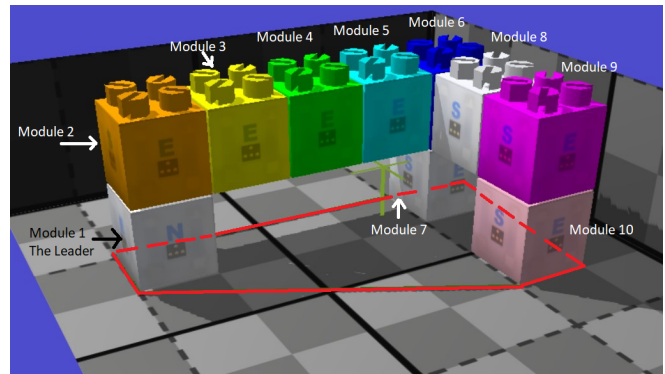 Module 6
Module 5
Module 4
Module 8
Module 3
Module 9
Module 2
S
S
E
E
E
E
E
E
Module 1
The Leader
N
S
E
Module 10
Module 7